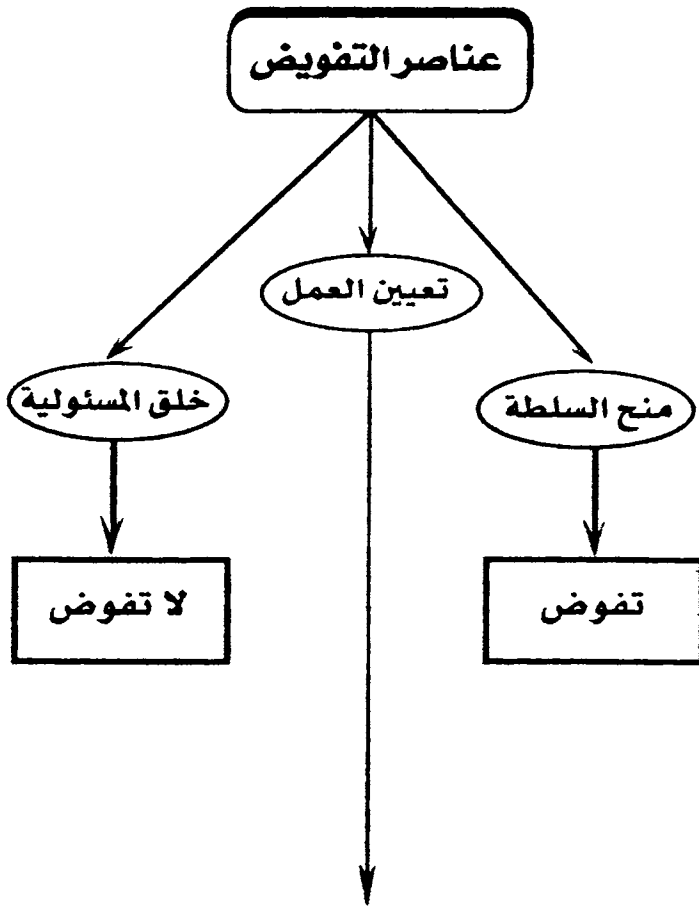 عناصر التفويض
تعيين العمل
منح السلطة
خلق المسئولية
تفوض
لا تفوض